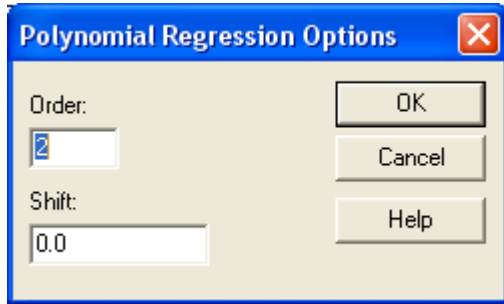 Polynomial Regression Options
Order:
2
Shift:
0.0
OK
Cancel
Help